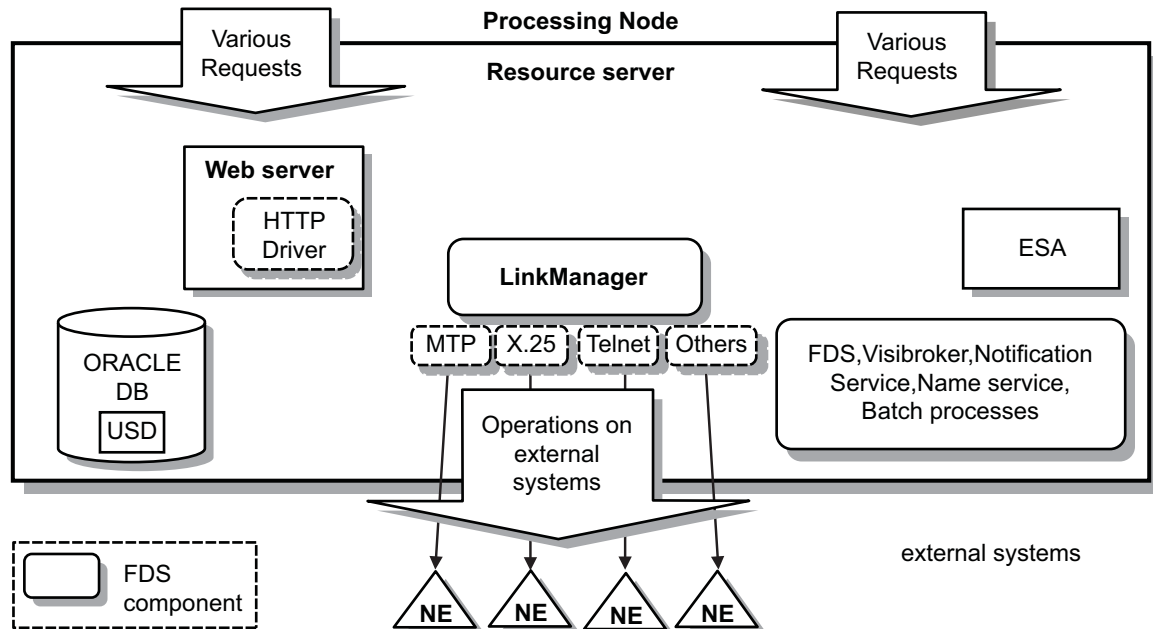 Processing Node
Various
Requests
Various
Requests
Resource server
Web server
HTTP
Driver
ESA
LinkManager
MTP
X.25
Telnet
Others
ORACLE
DB
USD
FDS,Visibroker,Notification
Service,Name service,
Batch processes
Operations on
external
systems
FDS
component
external systems
NE
NE
NE
NE